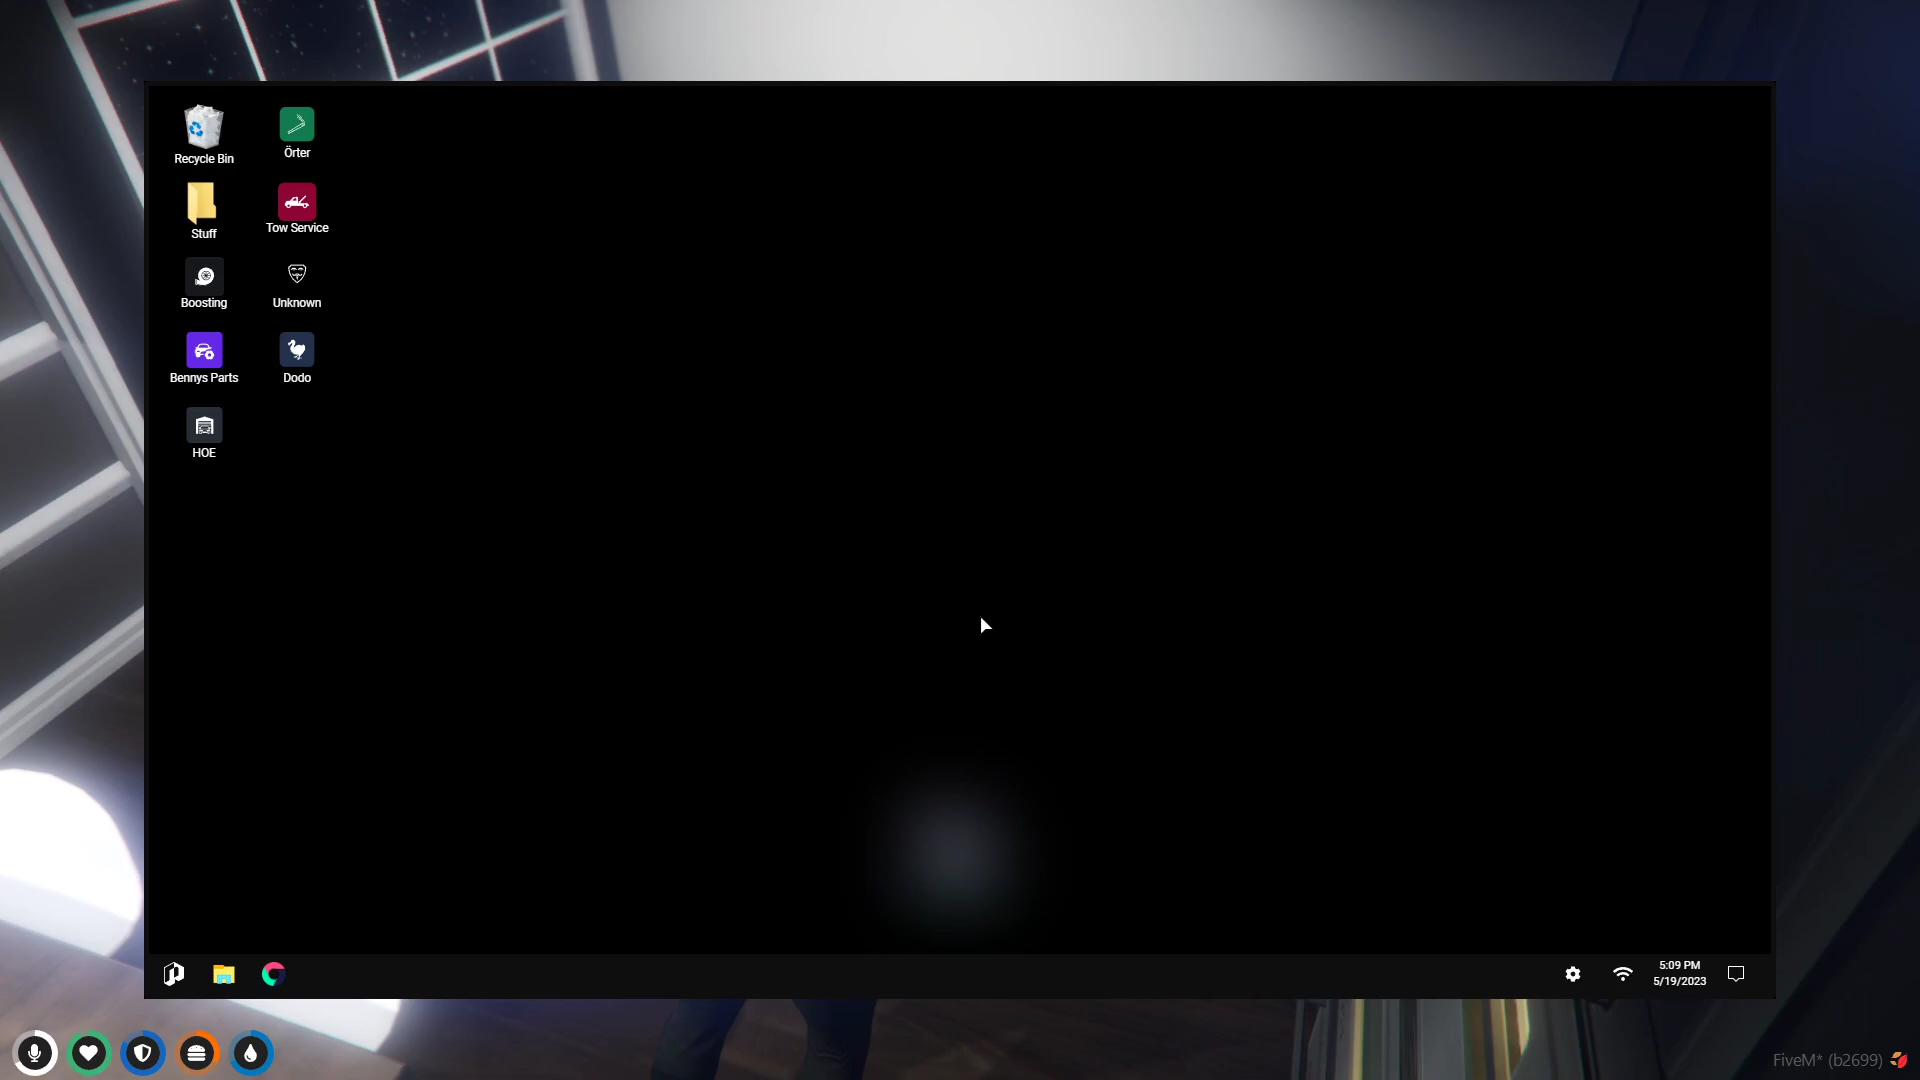 Recycle Bin
Örter
Stuff
Tow Service
Boosting
Unknown
Bennys Parts
Dodo
HOE
5:09 PM
5/19/2023
FiveM* (b2699)